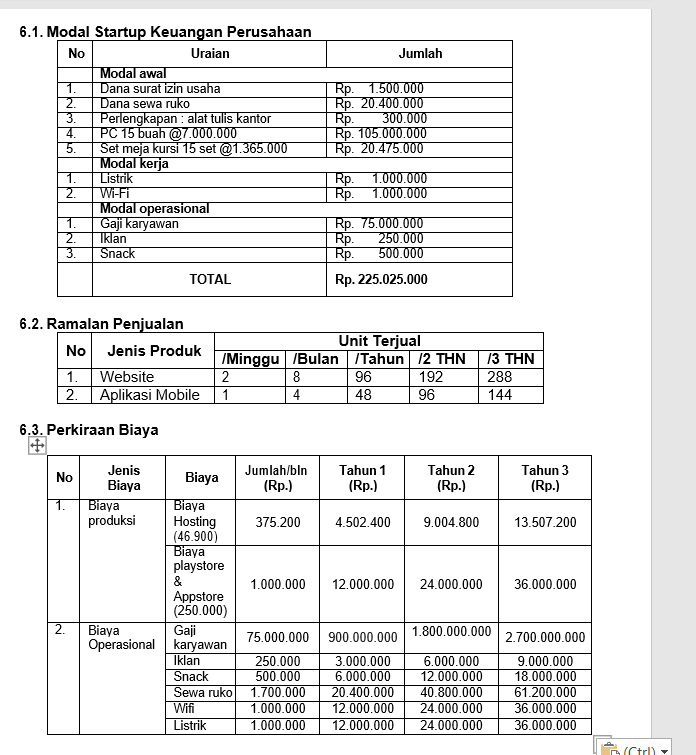 6.1. Modal Startup Keuangan Perusahaan
No Uraian Jumlah
Modal awal
1. Dana surat izin usaha Rp. 1.500.000
2. Dana sewa ruko Rp. 20.400.000
3. Perlengkapan : alat tulis kantor Rp. 300.000
4. PC 15 buah @7.000.000 Rp. 105.000.000
5. Set meja kursi 15 set @1.365.000 Rp. 20.475.000
Modal kerja
1. Listrik Rp. 1.000.000
2. Wi-Fi Rp. 1.000.000
Modal operasional
1. Gaji karyawan Rp. 75.000.000
2. Iklan Rp. 250.000
3. Snack Rp. 500.000
TOTAL Rp. 225.025.000
6.2. Ramalan Penjualan
No Jenis Produk Unit Terjual
/Minggu /Bulan /Tahun /2 THN /3 THN
1. Website 2 8 96 192 288
2. Aplikasi Mobile 1 4 48 96 144
6.3. Perkiraan Biaya
No Jenis Biaya Biaya Jumlah/bln (Rp.) Tahun 1 (Rp.) Tahun 2 (Rp.) Tahun 3 (Rp.)
1. Biaya produksi Biaya Hosting (46.900) 375.200 4.502.400 9.004.800 13.507.200
Biaya playstore & Appstore (250.000) 1.000.000 12.000.000 24.000.000 36.000.000
2. Biaya Operasional Gaji karyawan 75.000.000 900.000.000 1.800.000.000 2.700.000.000
Iklan 250.000 3.000.000 6.000.000 9.000.000
Snack 500.000 6.000.000 12.000.000 18.000.000
Sewa ruko 1.700.000 20.400.000 40.800.000 61.200.000
Wifi 1.000.000 12.000.000 24.000.000 36.000.000
Listrik 1.000.000 12.000.000 24.000.000 36.000.000
(Ctrl)